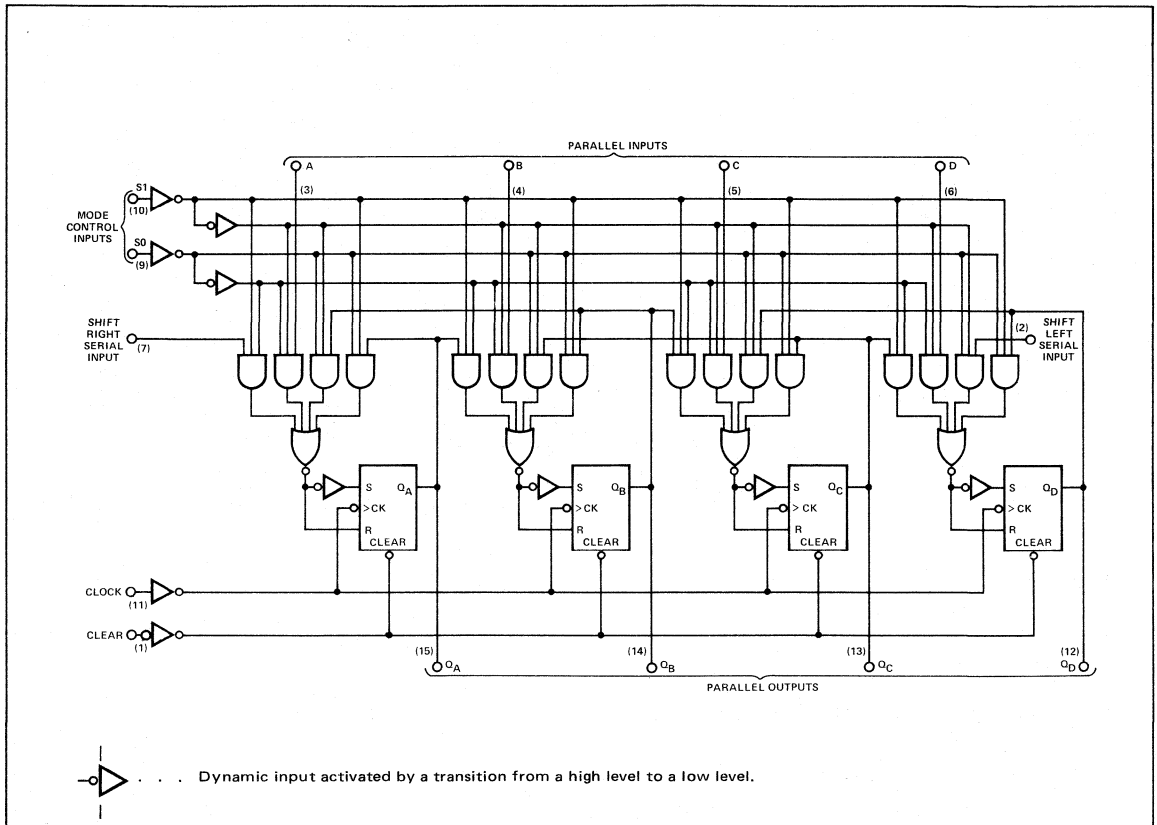 PARALLEL INPUTS
A
B
C
D
(3)
(4)
(5)
(6)
S1
(10)
MODE
CONTROL
INPUTS
S0
(9)
SHIFT
RIGHT
SERIAL
INPUT
(7)
(2)
SHIFT
LEFT
SERIAL
INPUT
S
QA
>CK
R
CLEAR
S
QB
>CK
R
CLEAR
S
QC
>CK
R
CLEAR
S
QD
>CK
R
CLEAR
CLOCK
(11)
CLEAR
(1)
(15)
QA
(14)
QB
(13)
QC
(12)
QD
PARALLEL OUTPUTS
. . . Dynamic input activated by a transition from a high level to a low level.